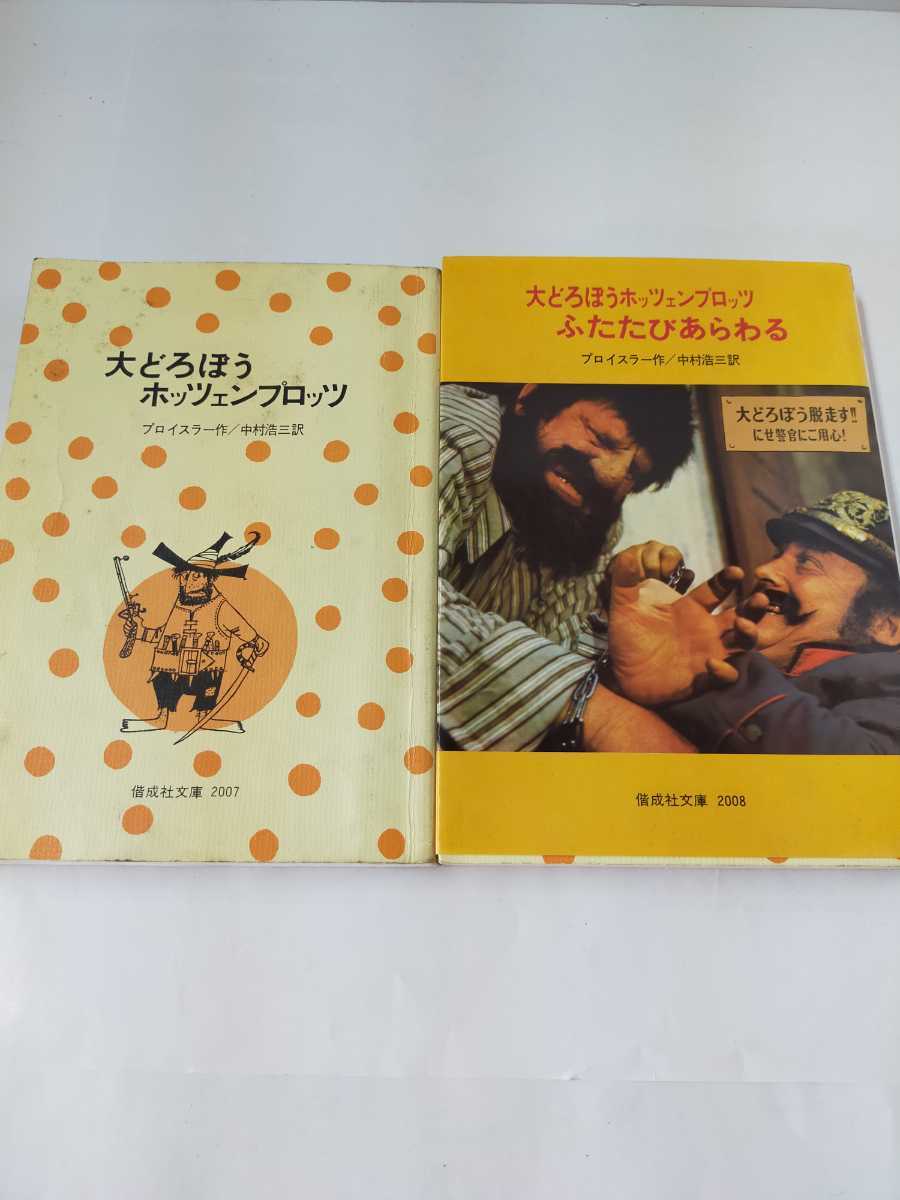 大どろぼう
ホッツェンプロッツ
プロイスラー作／中村浩三訳
偕成社文庫 2007
大どろぼうホッツェンプロッツ
ふたたびあらわる
プロイスラー作／中村浩三訳
大どろぼう脱走す!!
にせ警官にご用心!
偕成社文庫 2008